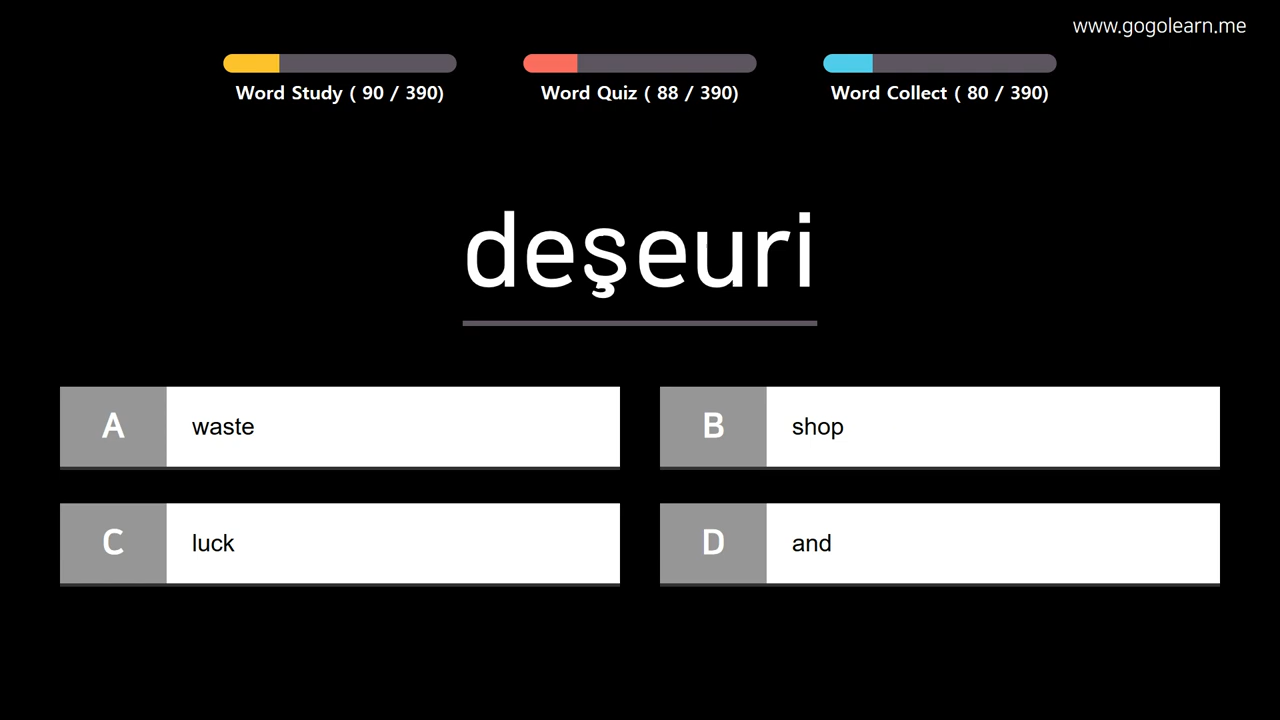 www.gogolearn.me
Word Study ( 90 / 390)
Word Quiz ( 88 / 390)
Word Collect ( 80 / 390)
deşeuri
A waste
B shop
C luck
D and